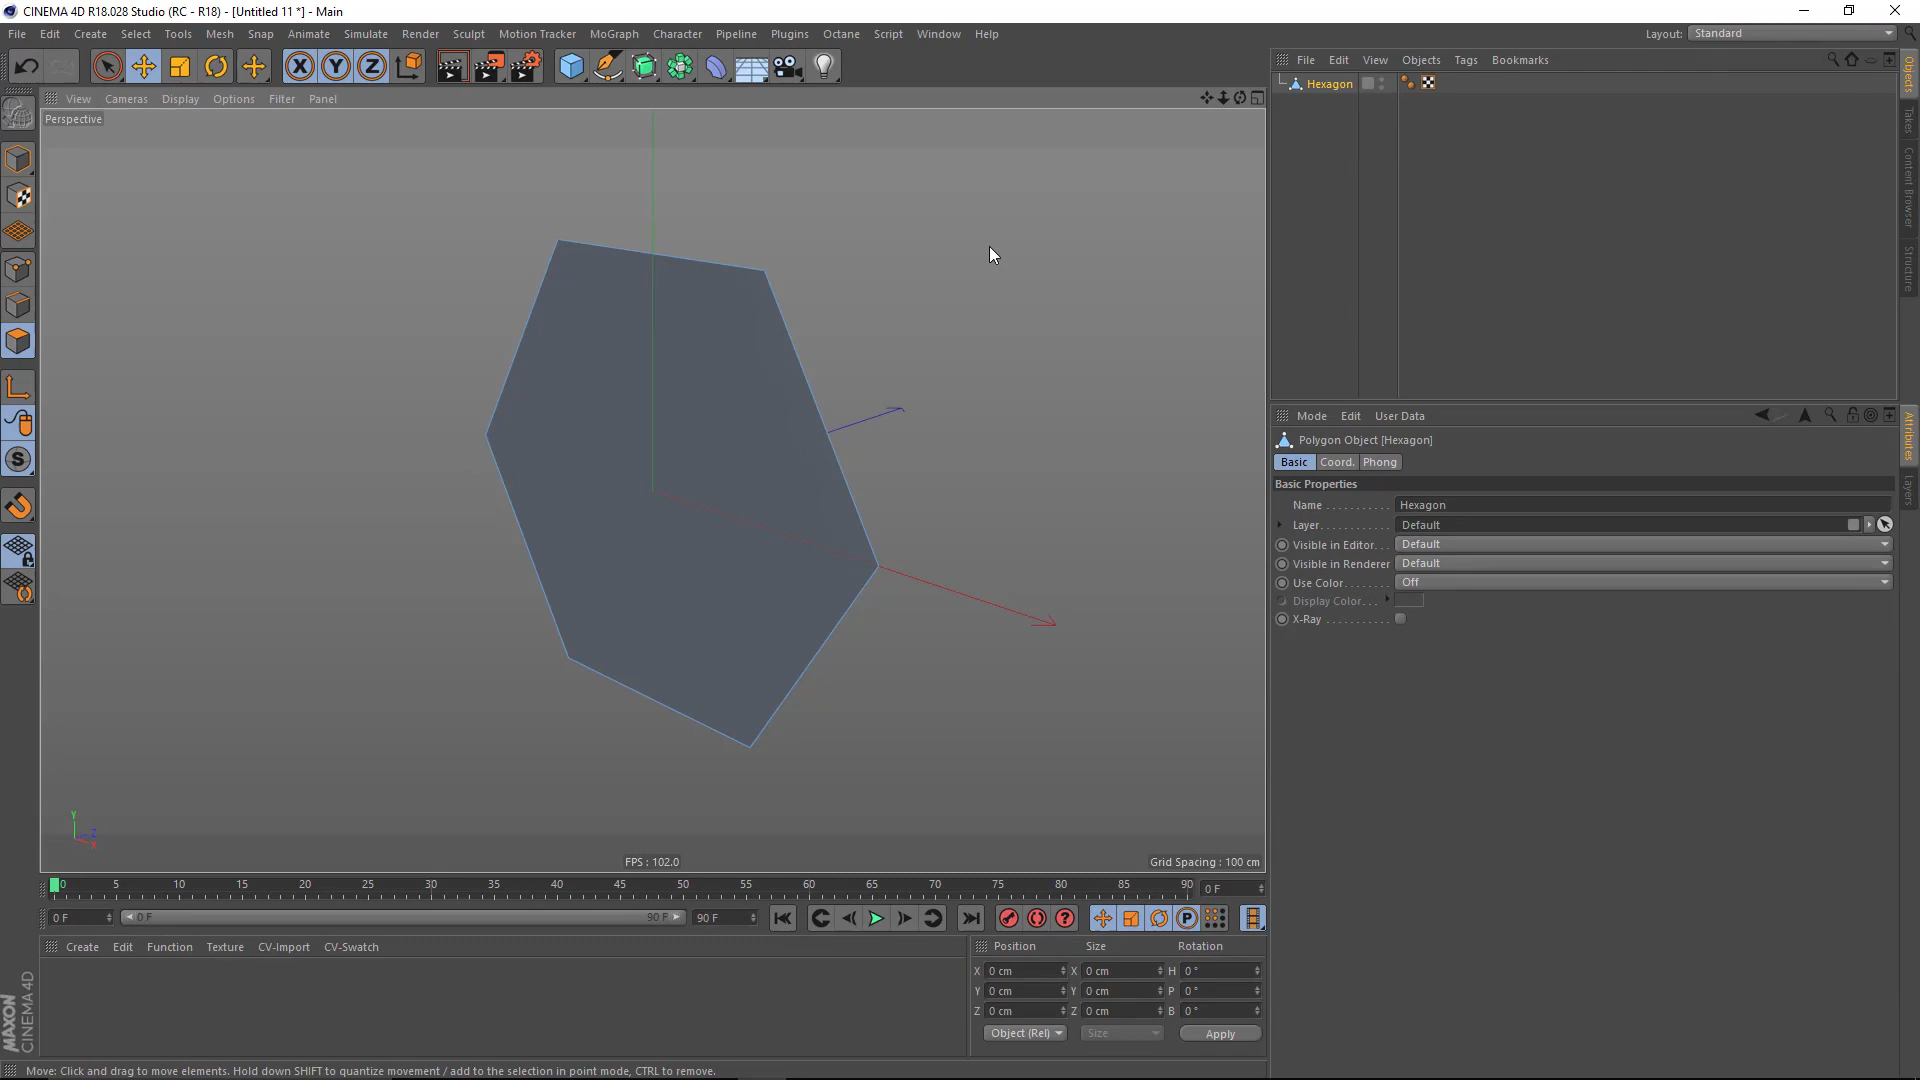 CINEMA 4D R18.028 Studio (RC - R18) - [Untitled 11 *] - Main
File Edit Create Select Tools Mesh Snap Animate Simulate Render Sculpt Motion Tracker MoGraph Character Pipeline Plugins Octane Script Window Help
Layout: Standard
X Y Z
View Cameras Display Options Filter Panel
Perspective
Y
Z
X
FPS : 102.0
Grid Spacing : 100 cm
0 5 10 15 20 25 30 35 40 45 50 55 60 65 70 75 80 85 90
0 F
0 F
0 F
90 F
90 F
P
Create Edit Function Texture CV-Import CV-Swatch
Position Size Rotation
X 0 cm X 0 cm H 0 °
Y 0 cm Y 0 cm P 0 °
Z 0 cm Z 0 cm B 0 °
Object (Rel) Size Apply
MAXON
CINEMA 4D
S
Move: Click and drag to move elements. Hold down SHIFT to quantize movement / add to the selection in point mode, CTRL to remove.
File Edit View Objects Tags Bookmarks
Hexagon
Objects
Takes
Content Browser
Structure
Mode Edit User Data
Polygon Object [Hexagon]
Basic Coord. Phong
Basic Properties
Name . . . . . . . . . . . Hexagon
Layer. . . . . . . . . . . . Default
Visible in Editor. . . Default
Visible in Renderer Default
Use Color. . . . . . . . Off
Display Color. . . .
X-Ray . . . . . . . . . . .
Attributes
Layers